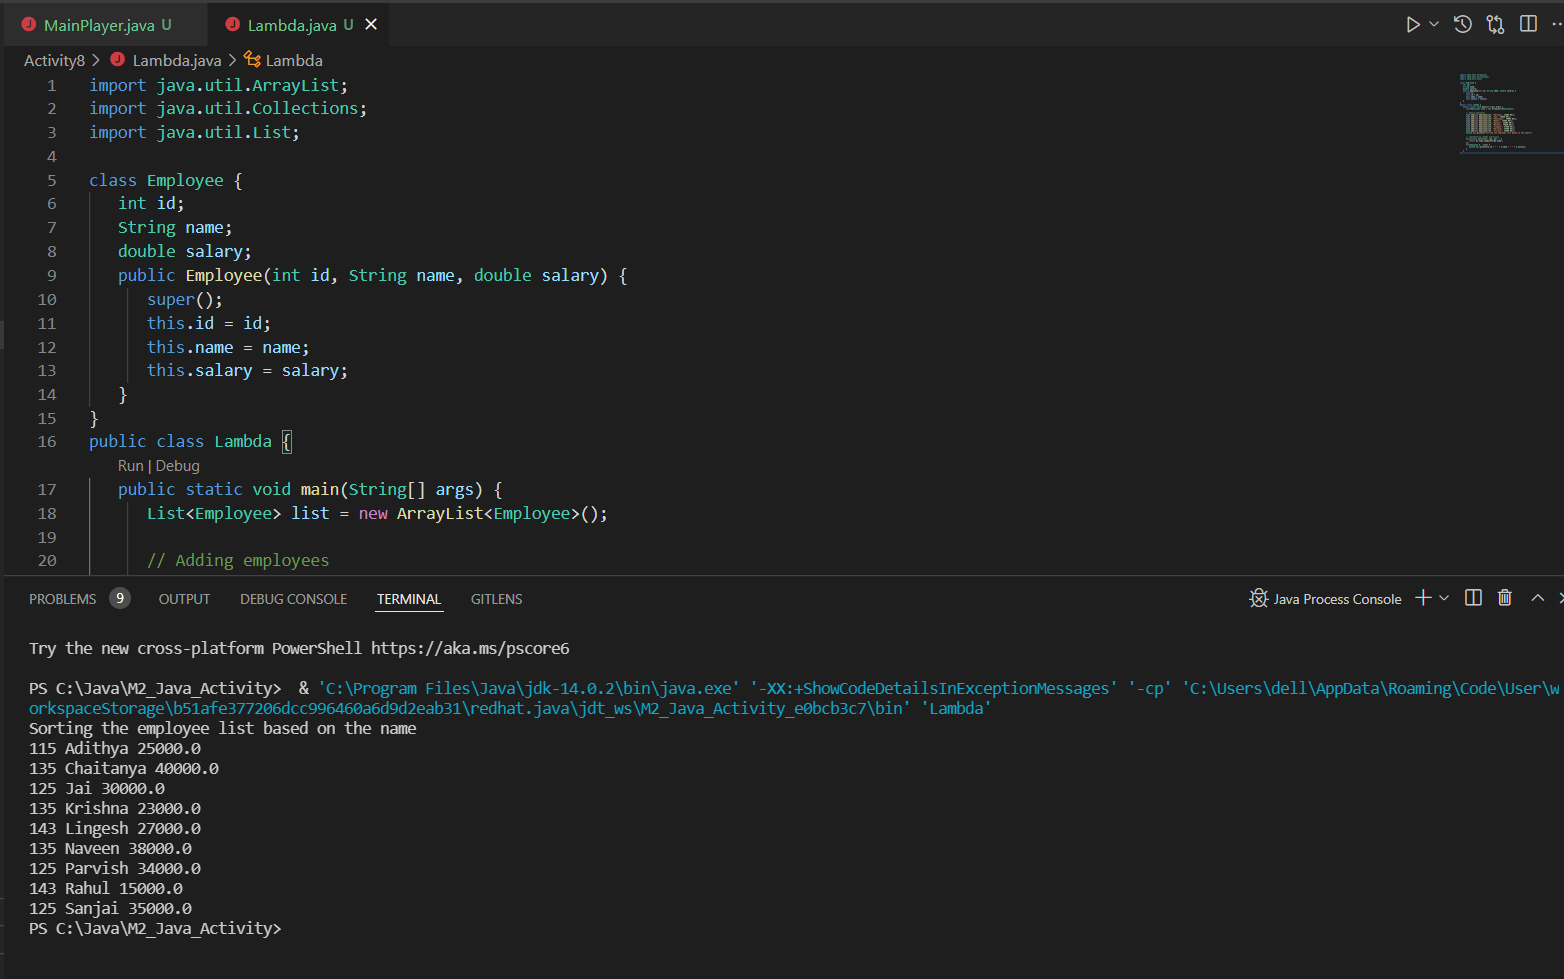 MainPlayer.java U
Lambda.java U
Activity8 > Lambda.java > Lambda
1 import java.util.ArrayList;
2 import java.util.Collections;
3 import java.util.List;
4
5 class Employee {
6 int id;
7 String name;
8 double salary;
9 public Employee(int id, String name, double salary) {
10 super();
11 this.id = id;
12 this.name = name;
13 this.salary = salary;
14 }
15 }
16 public class Lambda {
Run | Debug
17 public static void main(String[] args) {
18 List<Employee> list = new ArrayList<Employee>();
19
20 // Adding employees
PROBLEMS 9 OUTPUT DEBUG CONSOLE TERMINAL GITLENS Java Process Console
Try the new cross-platform PowerShell https://aka.ms/pscore6
PS C:\Java\M2_Java_Activity> & 'C:\Program Files\Java\jdk-14.0.2\bin\java.exe' '-XX:+ShowCodeDetailsInExceptionMessages' '-cp' 'C:\Users\dell\AppData\Roaming\Code\User\w
orkspaceStorage\b51afe377206dcc996460a6d9d2eab31\redhat.java\jdt_ws\M2_Java_Activity_e0bcb3c7\bin' 'Lambda'
Sorting the employee list based on the name
115 Adithya 25000.0
135 Chaitanya 40000.0
125 Jai 30000.0
135 Krishna 23000.0
143 Lingesh 27000.0
135 Naveen 38000.0
125 Parvish 34000.0
143 Rahul 15000.0
125 Sanjai 35000.0
PS C:\Java\M2_Java_Activity>